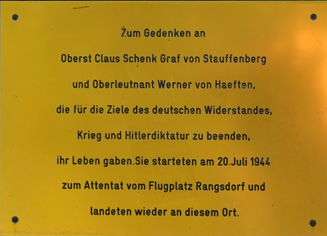 Zum Gedenken an
Oberst Claus Schenk Graf von Stauffenberg
und Oberleutnant Werner von Haeften,
die für die Ziele des deutschen Widerstandes,
Krieg und Hitlerdiktatur zu beenden,
ihr Leben gaben.Sie starteten am 20.Juli 1944
zum Attentat vom Flugplatz Rangsdorf und
landeten wieder an diesem Ort.